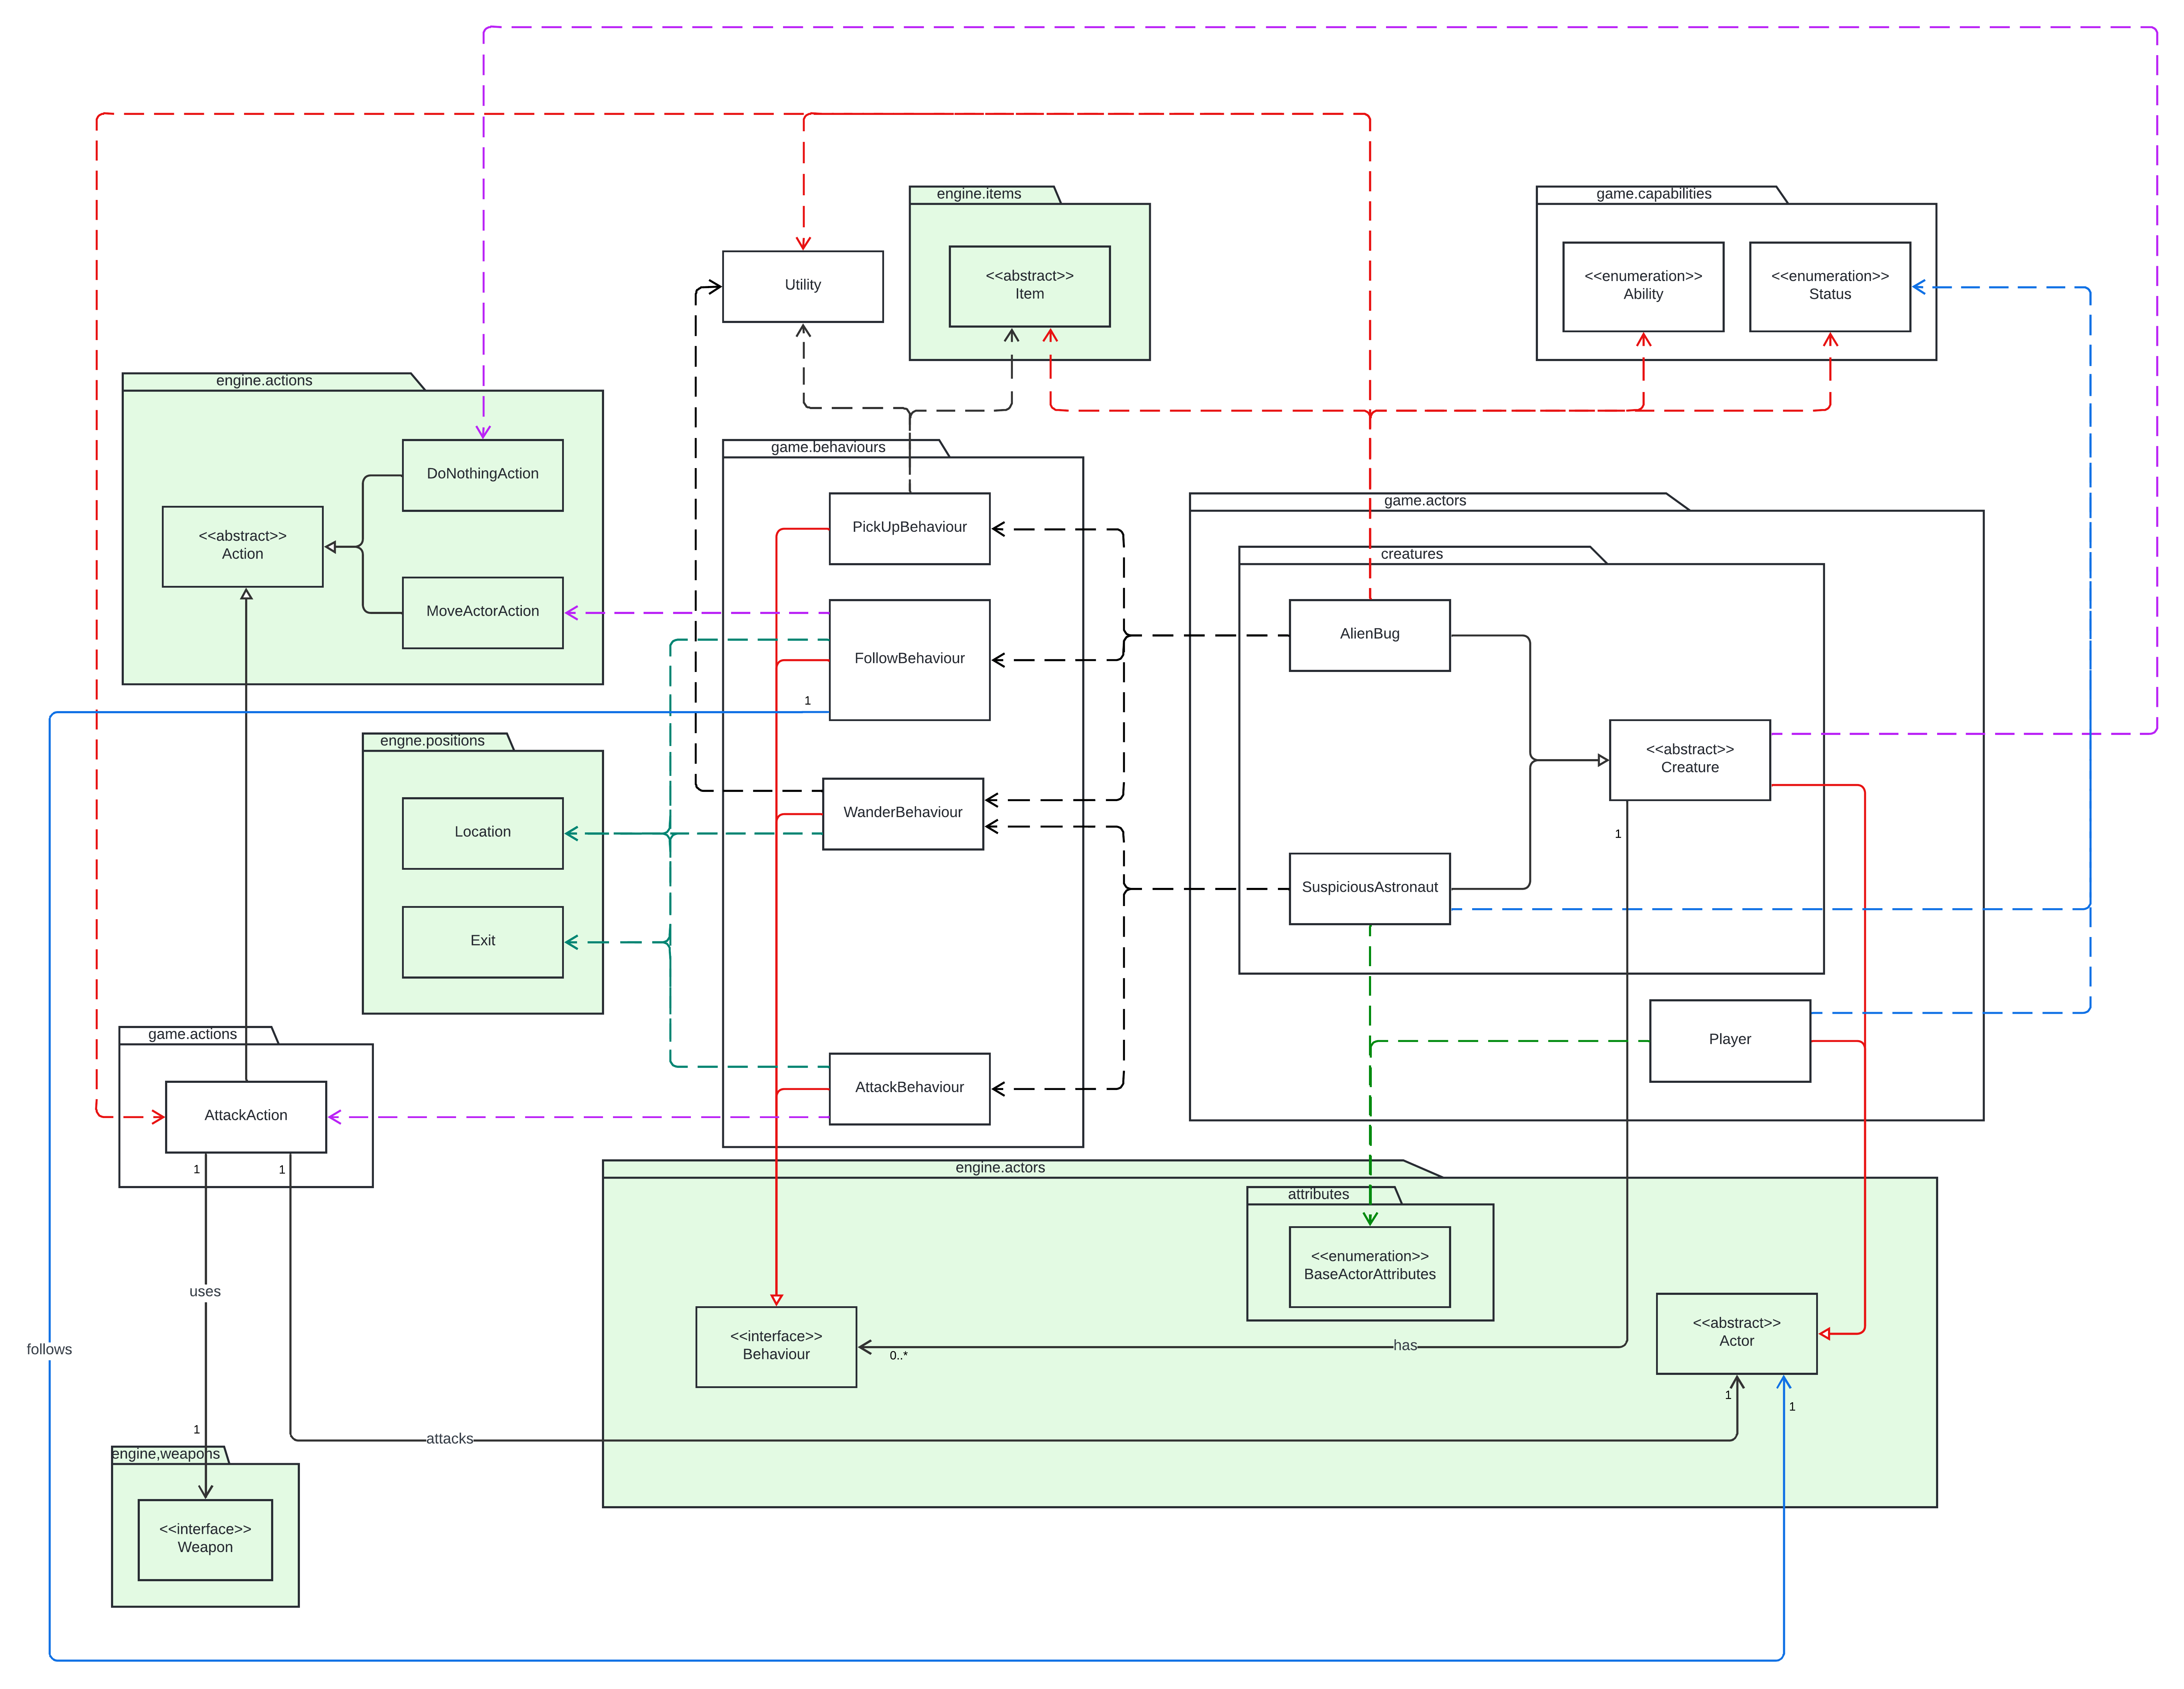 engine.items
game.capabilities
Utility
<<abstract>>
Item
<<enumeration>>
Ability
<<enumeration>>
Status
engine.actions
DoNothingAction
<<abstract>>
Action
MoveActorAction
game.behaviours
PickUpBehaviour
FollowBehaviour
1
WanderBehaviour
AttackBehaviour
game.actors
creatures
AlienBug
<<abstract>>
Creature
1
SuspiciousAstronaut
Player
engne.positions
Location
Exit
game.actions
AttackAction
1
1
uses
follows
1
engine,weapons
<<interface>>
Weapon
attacks
engine.actors
attributes
<<enumeration>>
BaseActorAttributes
<<interface>>
Behaviour
0..*
has
<<abstract>>
Actor
1
1